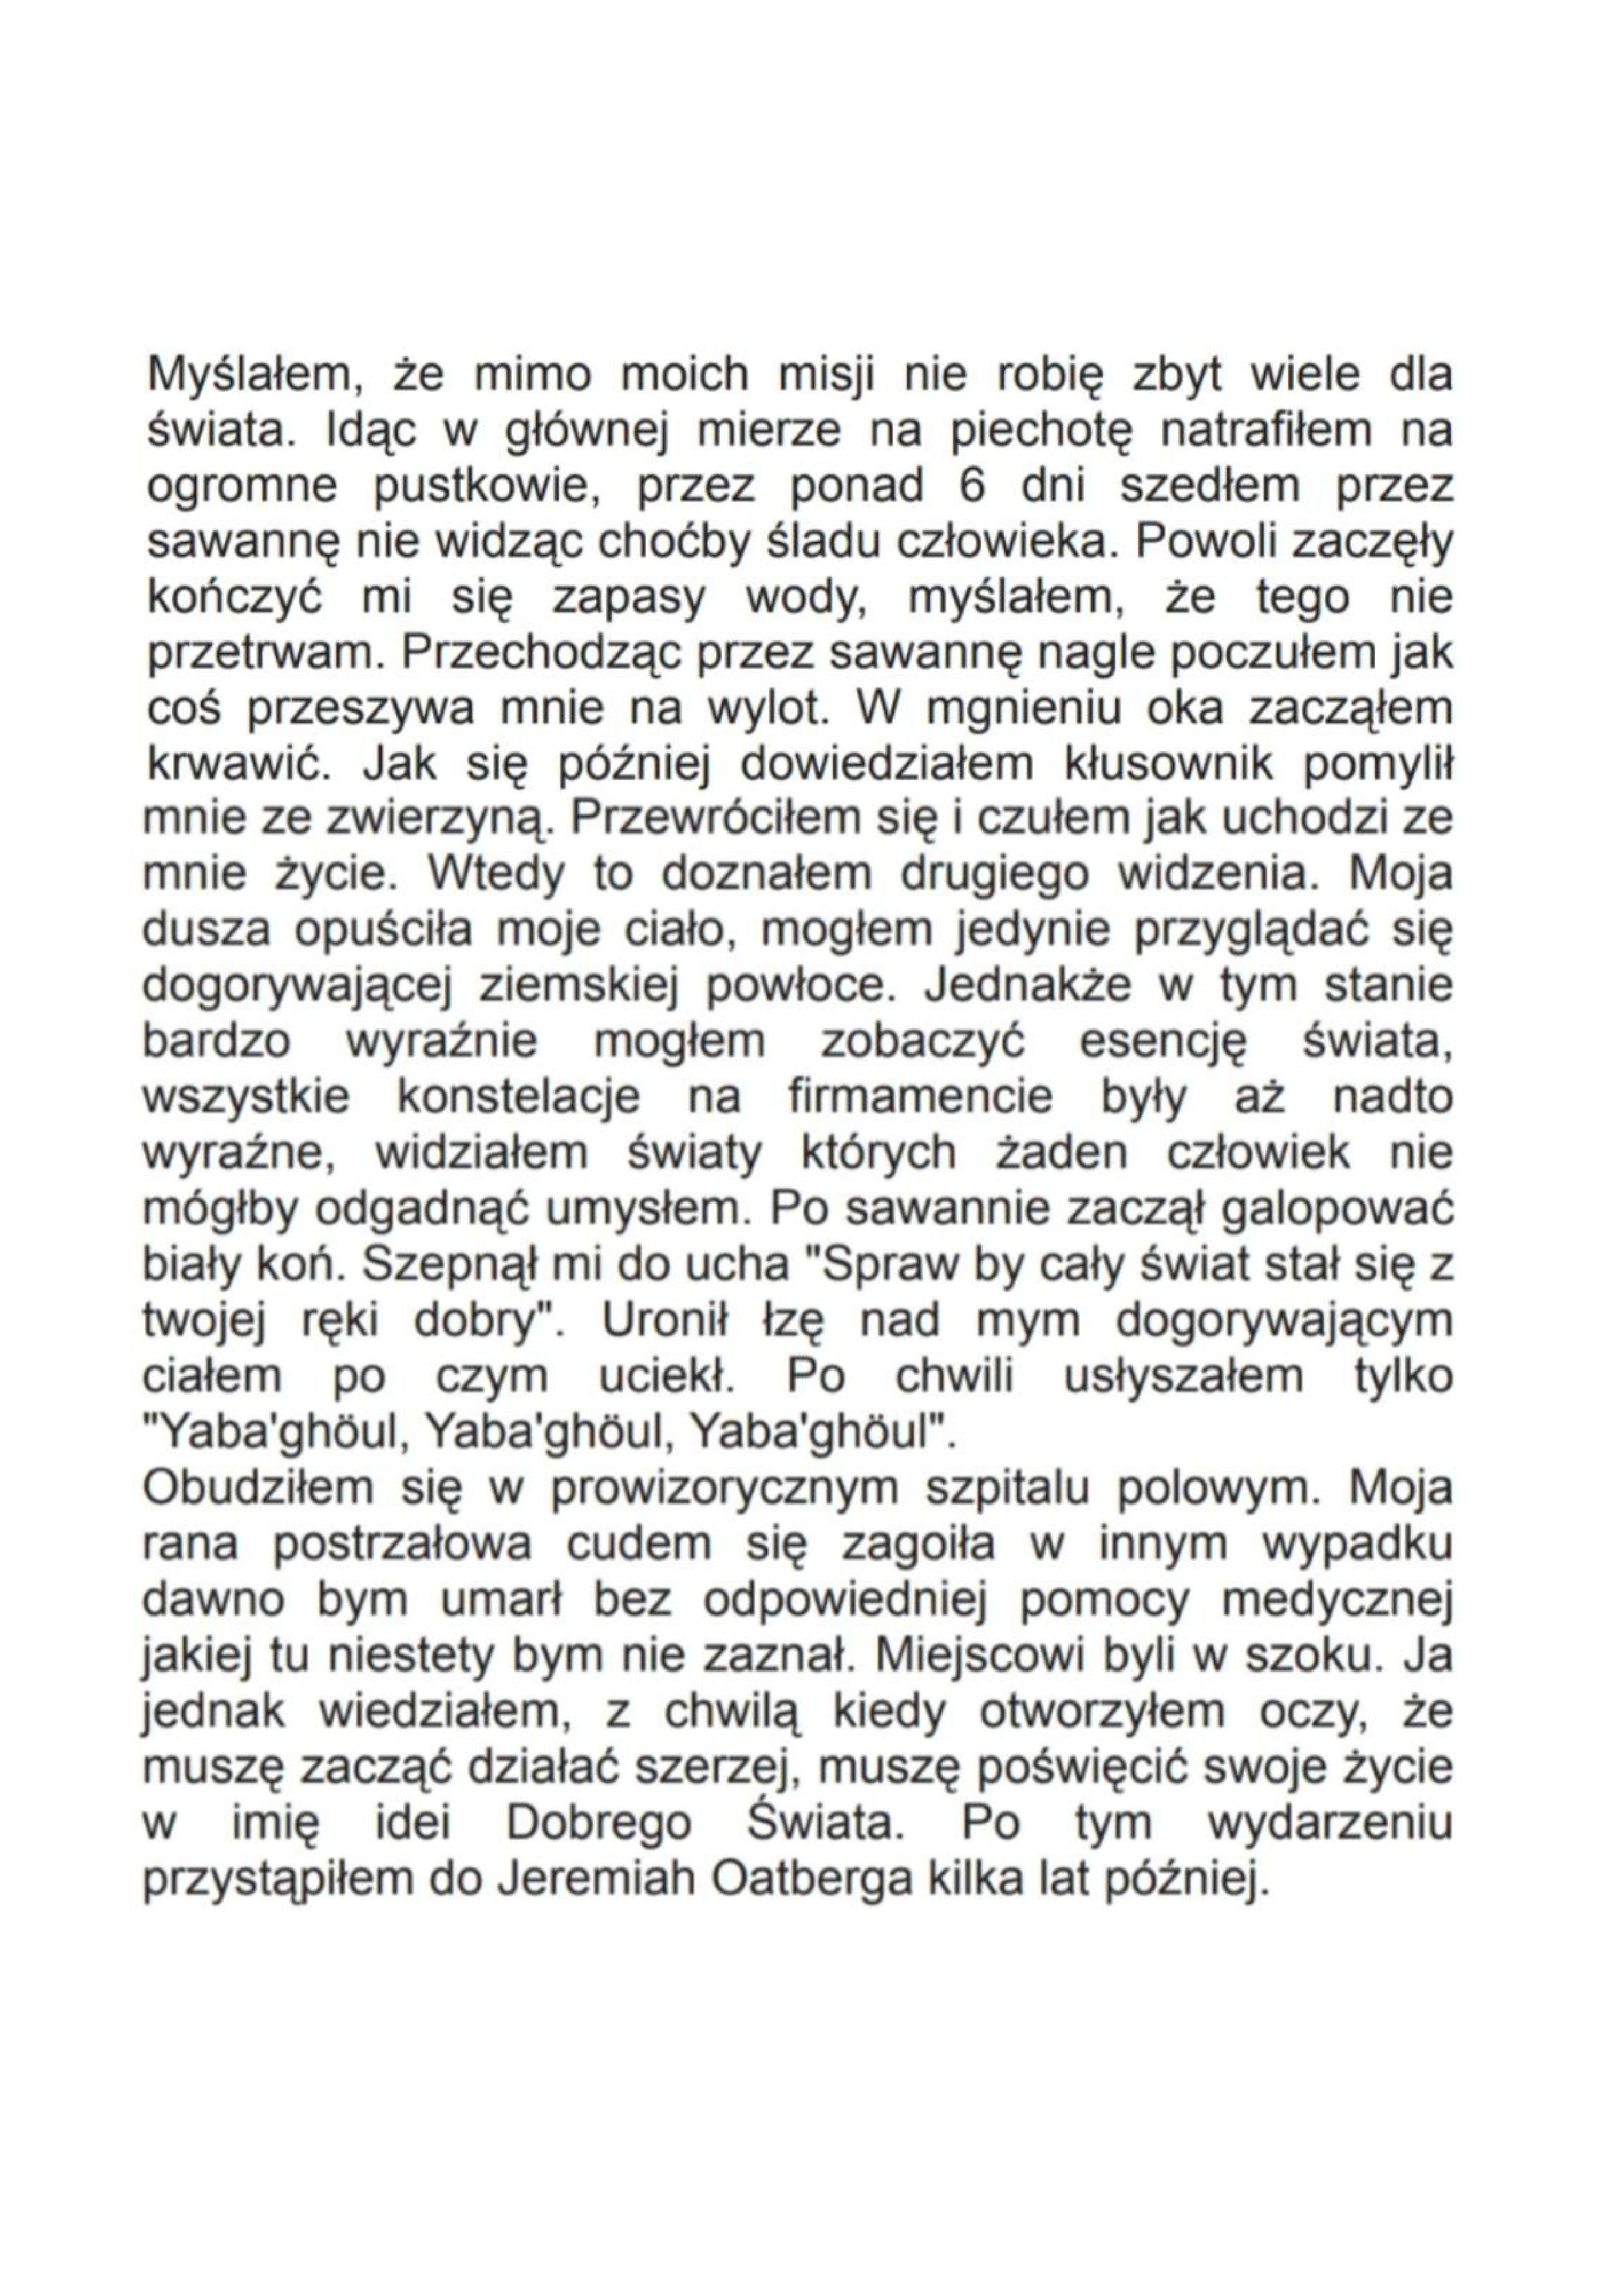 Myślałem, że mimo moich misji nie robię zbyt wiele dla
świata. Idąc w głównej mierze na piechotę natrafiłem na
ogromne pustkowie, przez ponad 6 dni szedłem przez
sawannę nie widząc choćby śladu człowieka. Powoli zaczęły
kończyć mi się zapasy wody, myślałem, że tego nie
przetrwam. Przechodząc przez sawannę nagle poczułem jak
coś przeszywa mnie na wylot. W mgnieniu oka zacząłem
krwawić. Jak się później dowiedziałem kłusownik pomylił
mnie ze zwierzyną. Przewróciłem się i czułem jak uchodzi ze
mnie życie. Wtedy to doznałem drugiego widzenia. Moja
dusza opuściła moje ciało, mogłem jedynie przyglądać się
dogorywającej ziemskiej powłoce. Jednakże w tym stanie
bardzo wyraźnie mogłem zobaczyć esencję świata,
wszystkie konstelacje na firmamencie były aż nadto
wyraźne, widziałem światy których żaden człowiek nie
mógłby odgadnąć umysłem. Po sawannie zaczął galopować
biały koń. Szepnął mi do ucha "Spraw by cały świat stał się z
twojej ręki dobry". Uronił łzę nad mym dogorywającym
ciałem po czym uciekł. Po chwili usłyszałem tylko
"Yaba'ghöul, Yaba'ghöul, Yaba'ghöul".
Obudziłem się w prowizorycznym szpitalu polowym. Moja
rana postrzałowa cudem się zagoiła w innym wypadku
dawno bym umarł bez odpowiedniej pomocy medycznej
jakiej tu niestety bym nie zaznał. Miejscowi byli w szoku. Ja
jednak wiedziałem, z chwilą kiedy otworzyłem oczy, że
muszę zacząć działać szerzej, muszę poświęcić swoje życie
w imię idei Dobrego Świata. Po tym wydarzeniu
przystąpiłem do Jeremiah Oatberga kilka lat później.